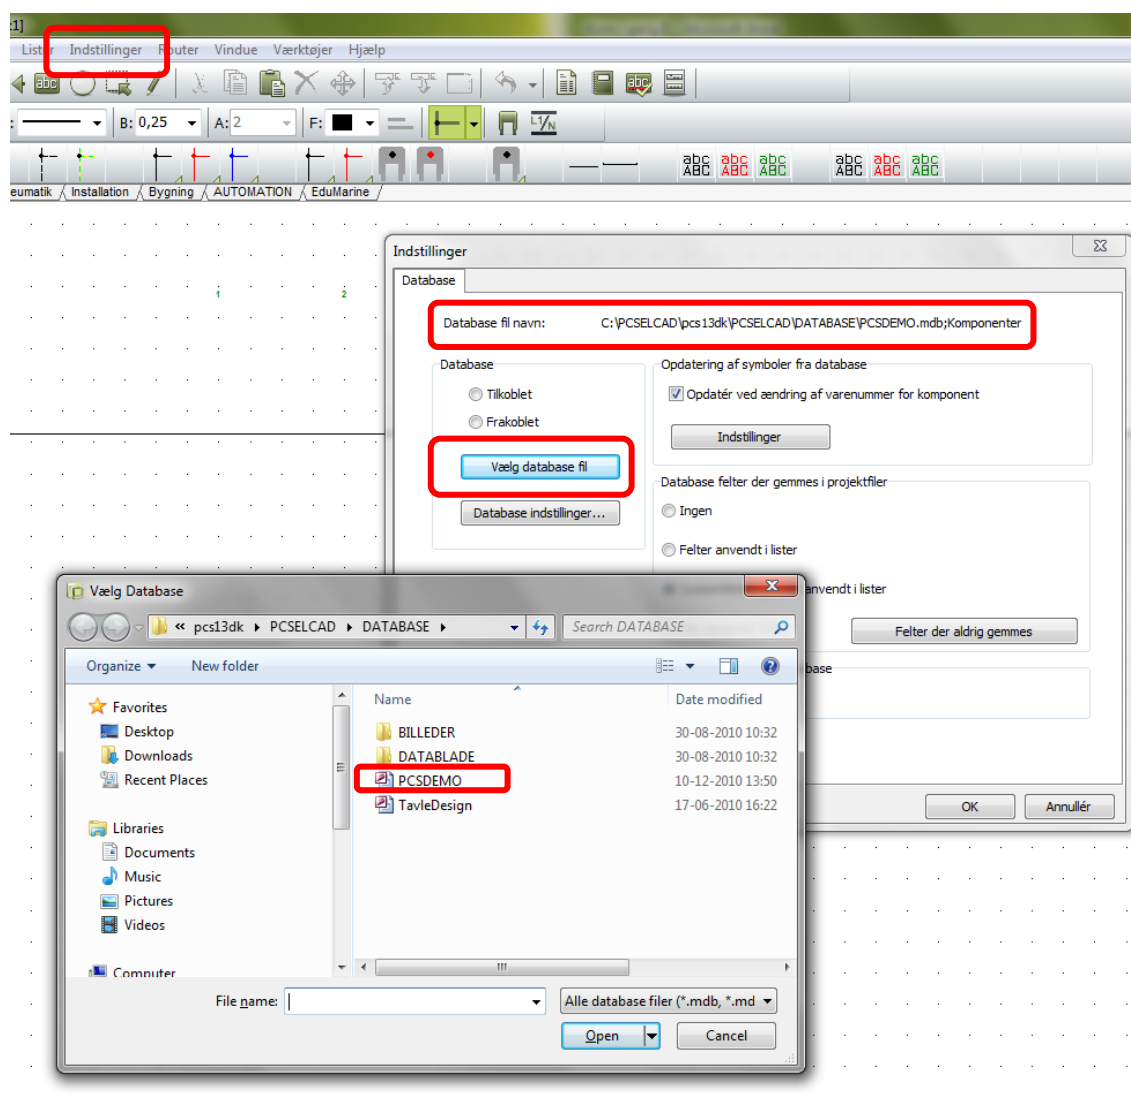 t1]
Lister Indstillinger Router Vindue Værktøjer Hjælp
abc
B: 0,25 A: 2 F: L1/N
abc abc abc abc abc abc
ABC ABC ABC ABC ABC ABC
eumatik Installation Bygning AUTOMATION EduMarine
1 2
Indstillinger
Database
Database fil navn: C:\PCSELCAD\pcs13dk\PCSELCAD\DATABASE\PCSDEMO.mdb;Komponenter
Database
Tilkoblet
Frakoblet
Vælg database fil
Database indstillinger...
Opdatering af symboler fra database
Opdatér ved ændring af varenummer for komponent
Indstillinger
Database felter der gemmes i projektfiler
Ingen
Felter anvendt i lister
anvendt i lister
Felter der aldrig gemmes
base
OK Annullér
Vælg Database
« pcs13dk PCSELCAD DATABASE Search DATABASE
Organize New folder
Favorites
Desktop
Downloads
Recent Places
Libraries
Documents
Music
Pictures
Videos
Computer
Name Date modified
BILLEDER 30-08-2010 10:32
DATABLADE 30-08-2010 10:32
PCSDEMO 10-12-2010 13:50
TavleDesign 17-06-2010 16:22
File name: Alle database filer (*.mdb, *.md
Open Cancel